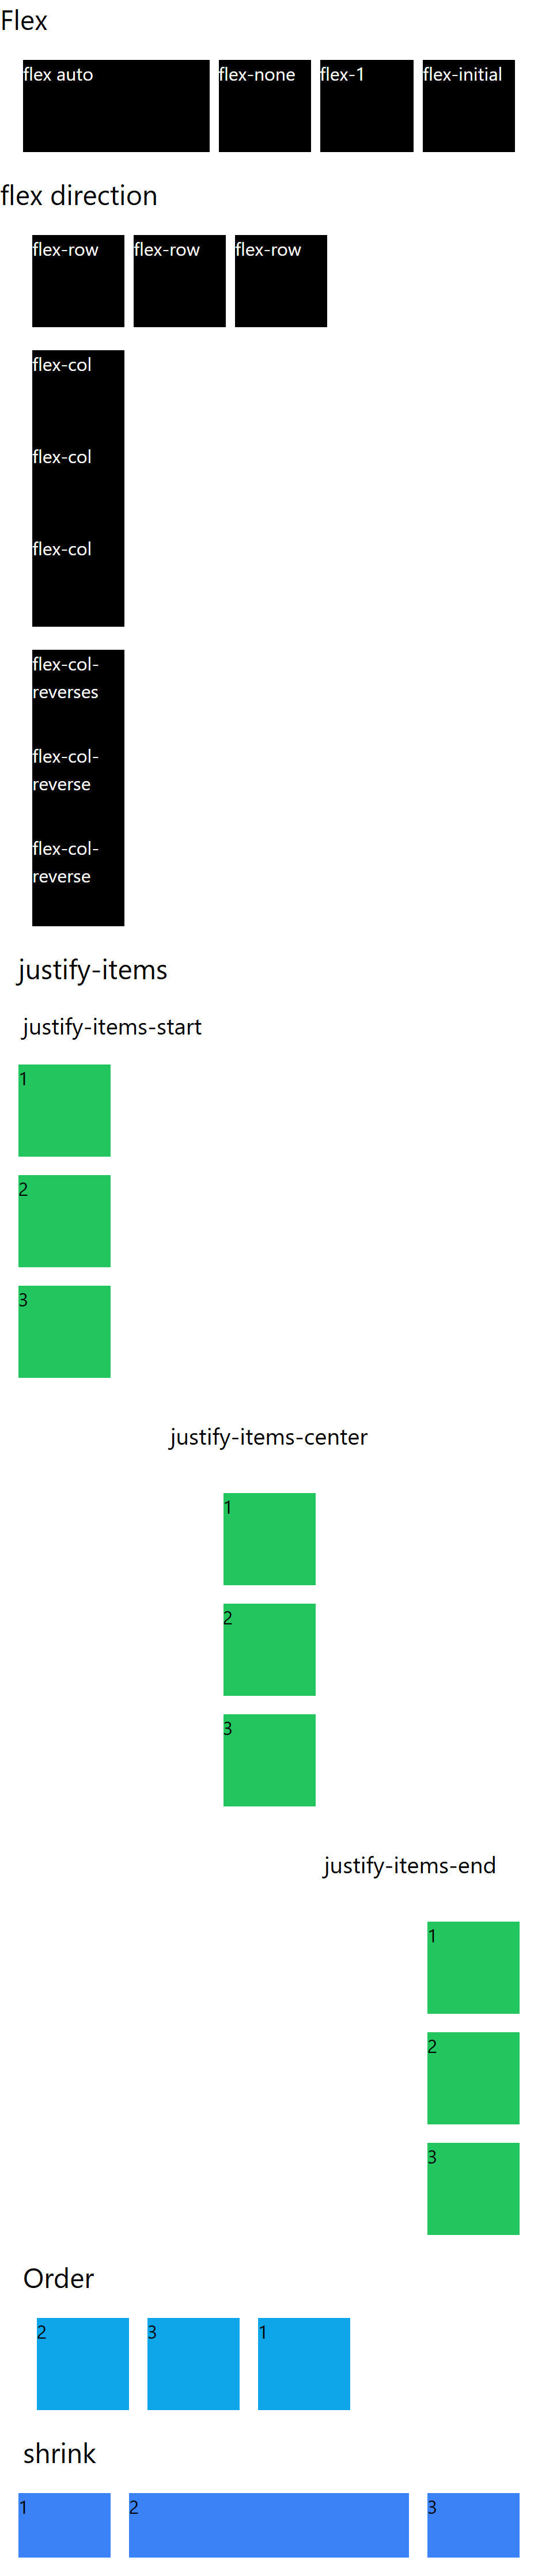 Flex
flex auto flex-none flex-1 flex-initial
flex direction
flex-row flex-row flex-row
flex-col
flex-col
flex-col
flex-col-
reverses
flex-col-
reverse
flex-col-
reverse
justify-items
justify-items-start
1
2
3
justify-items-center
1
2
3
justify-items-end
1
2
3
Order
2 3 1
shrink
1 2 3